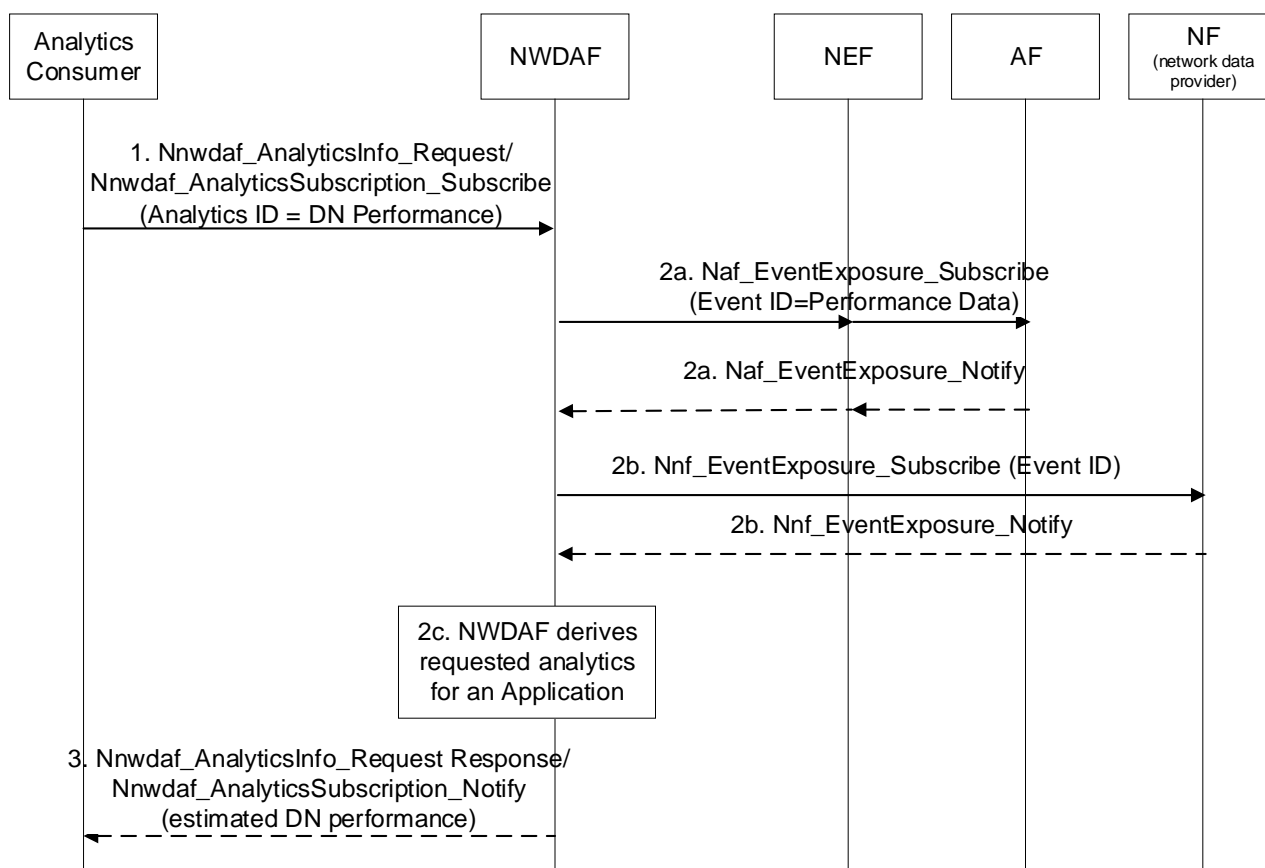 Analytics
Consumer
NWDAF
NEF
AF
NF
(network data
provider)
1. Nnwdaf_AnalyticsInfo_Request/
Nnwdaf_AnalyticsSubscription_Subscribe
(Analytics ID = DN Performance)
2a. Naf_EventExposure_Subscribe
(Event ID=Performance Data)
2a. Naf_EventExposure_Notify
2b. Nnf_EventExposure_Subscribe (Event ID)
2b. Nnf_EventExposure_Notify
2c. NWDAF derives
requested analytics
for an Application
3. Nnwdaf_AnalyticsInfo_Request Response/
Nnwdaf_AnalyticsSubscription_Notify
(estimated DN performance)